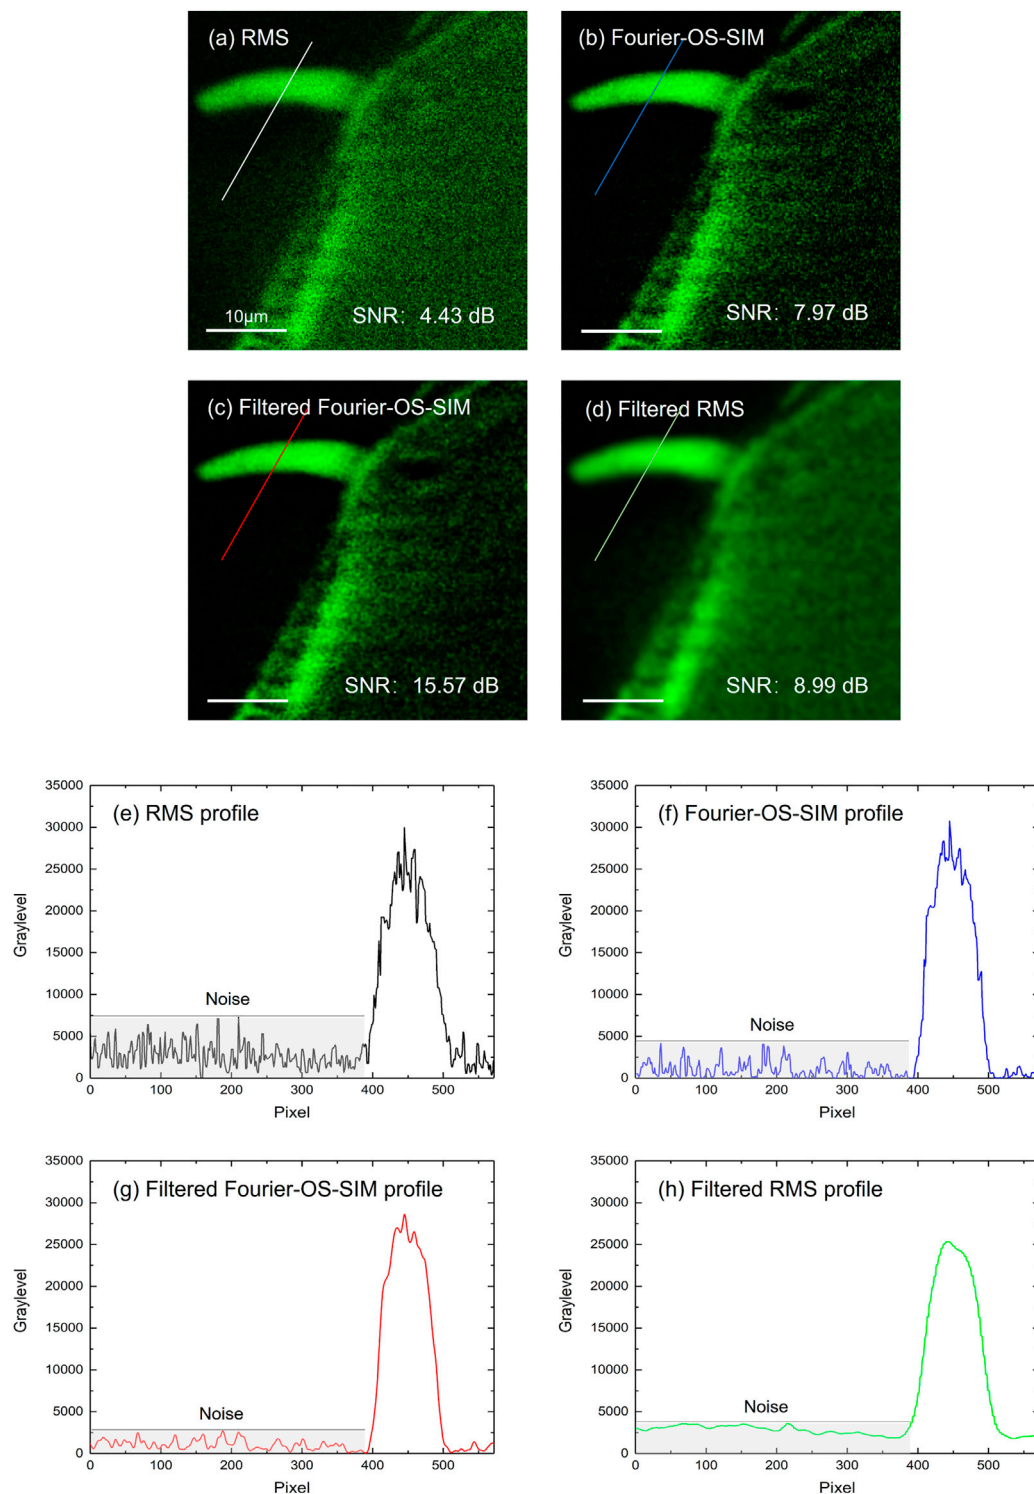 (a) RMS
(b) Fourier-OS-SIM
10μm
SNR: 4.43 dB
SNR: 7.97 dB
(c) Filtered Fourier-OS-SIM
(d) Filtered RMS
SNR: 15.57 dB
SNR: 8.99 dB
(e) RMS profile
35000
30000
25000
20000
15000
10000
5000
0
Graylevel
Noise
0 100 200 300 400 500
Pixel
(f) Fourier-OS-SIM profile
35000
30000
25000
20000
15000
10000
5000
0
Graylevel
Noise
0 100 200 300 400 500
Pixel
(g) Filtered Fourier-OS-SIM profile
35000
30000
25000
20000
15000
10000
5000
0
Graylevel
Noise
0 100 200 300 400 500
Pixel
(h) Filtered RMS profile
35000
30000
25000
20000
15000
10000
5000
0
Graylevel
Noise
0 100 200 300 400 500
Pixel